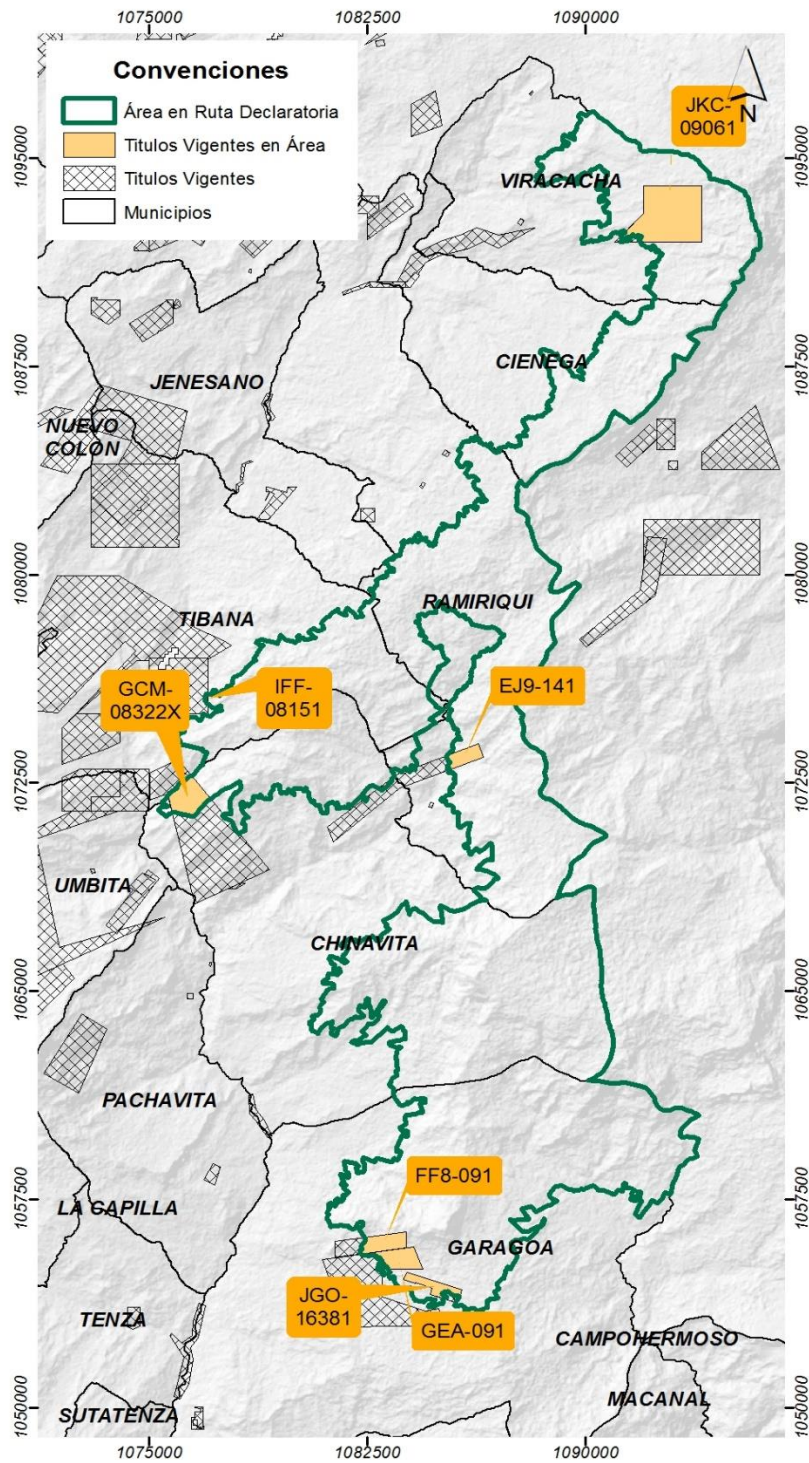 1075000
1082500
1090000
Convenciones
Área en Ruta Declaratoria
Titulos Vigentes en Área
Titulos Vigentes
Municipios
JKC-
09061
N
1095000
1095000
VIRACACHA
CIENEGA
1087500
1087500
JENESANO
NUEVO
COLÓN
1080000
1080000
RAMIRIQUI
TIBANA
GCM-
08322X
IFF-
08151
EJ9-141
1072500
1072500
UMBITA
CHINAVITA
1065000
1065000
PACHAVITA
FF8-091
1057500
1057500
LA CAPILLA
GARAGOA
JGO-
16381
GEA-091
TENZA
CAMPOHERMOSO
MACANAL
SUTATENZA
1050000
1050000
1075000
1082500
1090000